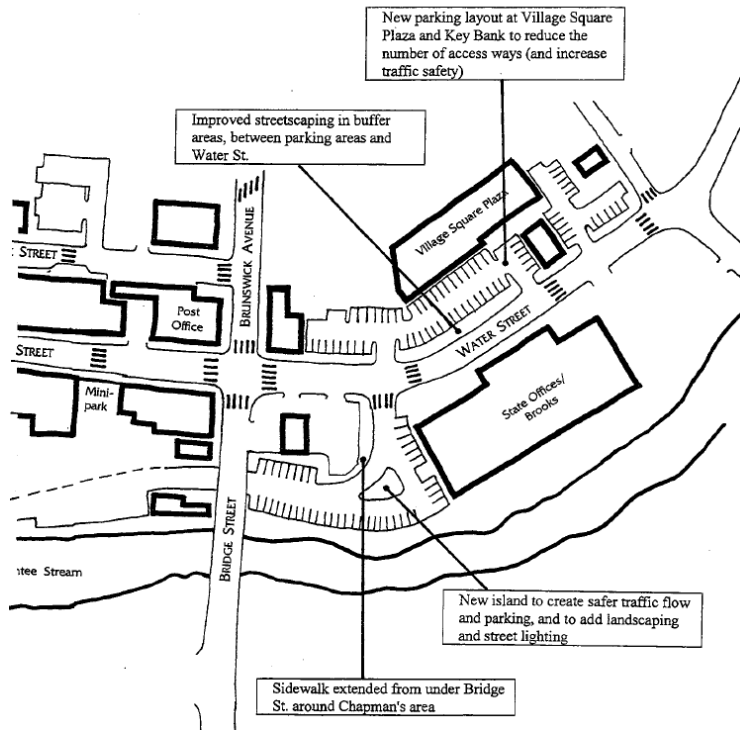 New parking layout at Village Square
Plaza and Key Bank to reduce the
number of access ways (and increase
traffic safety)
Improved streetscaping in buffer
areas, between parking areas and
Water St.
Village Square Plaza
BRUNSWICK AVENUE
STREET
Post
Office
WATER STREET
STREET
Mini-
park
State Offices/
Brooks
BRIDGE STREET
ntee Stream
New island to create safer traffic flow
and parking, and to add landscaping
and street lighting
Sidewalk extended from under Bridge
St. around Chapman's area